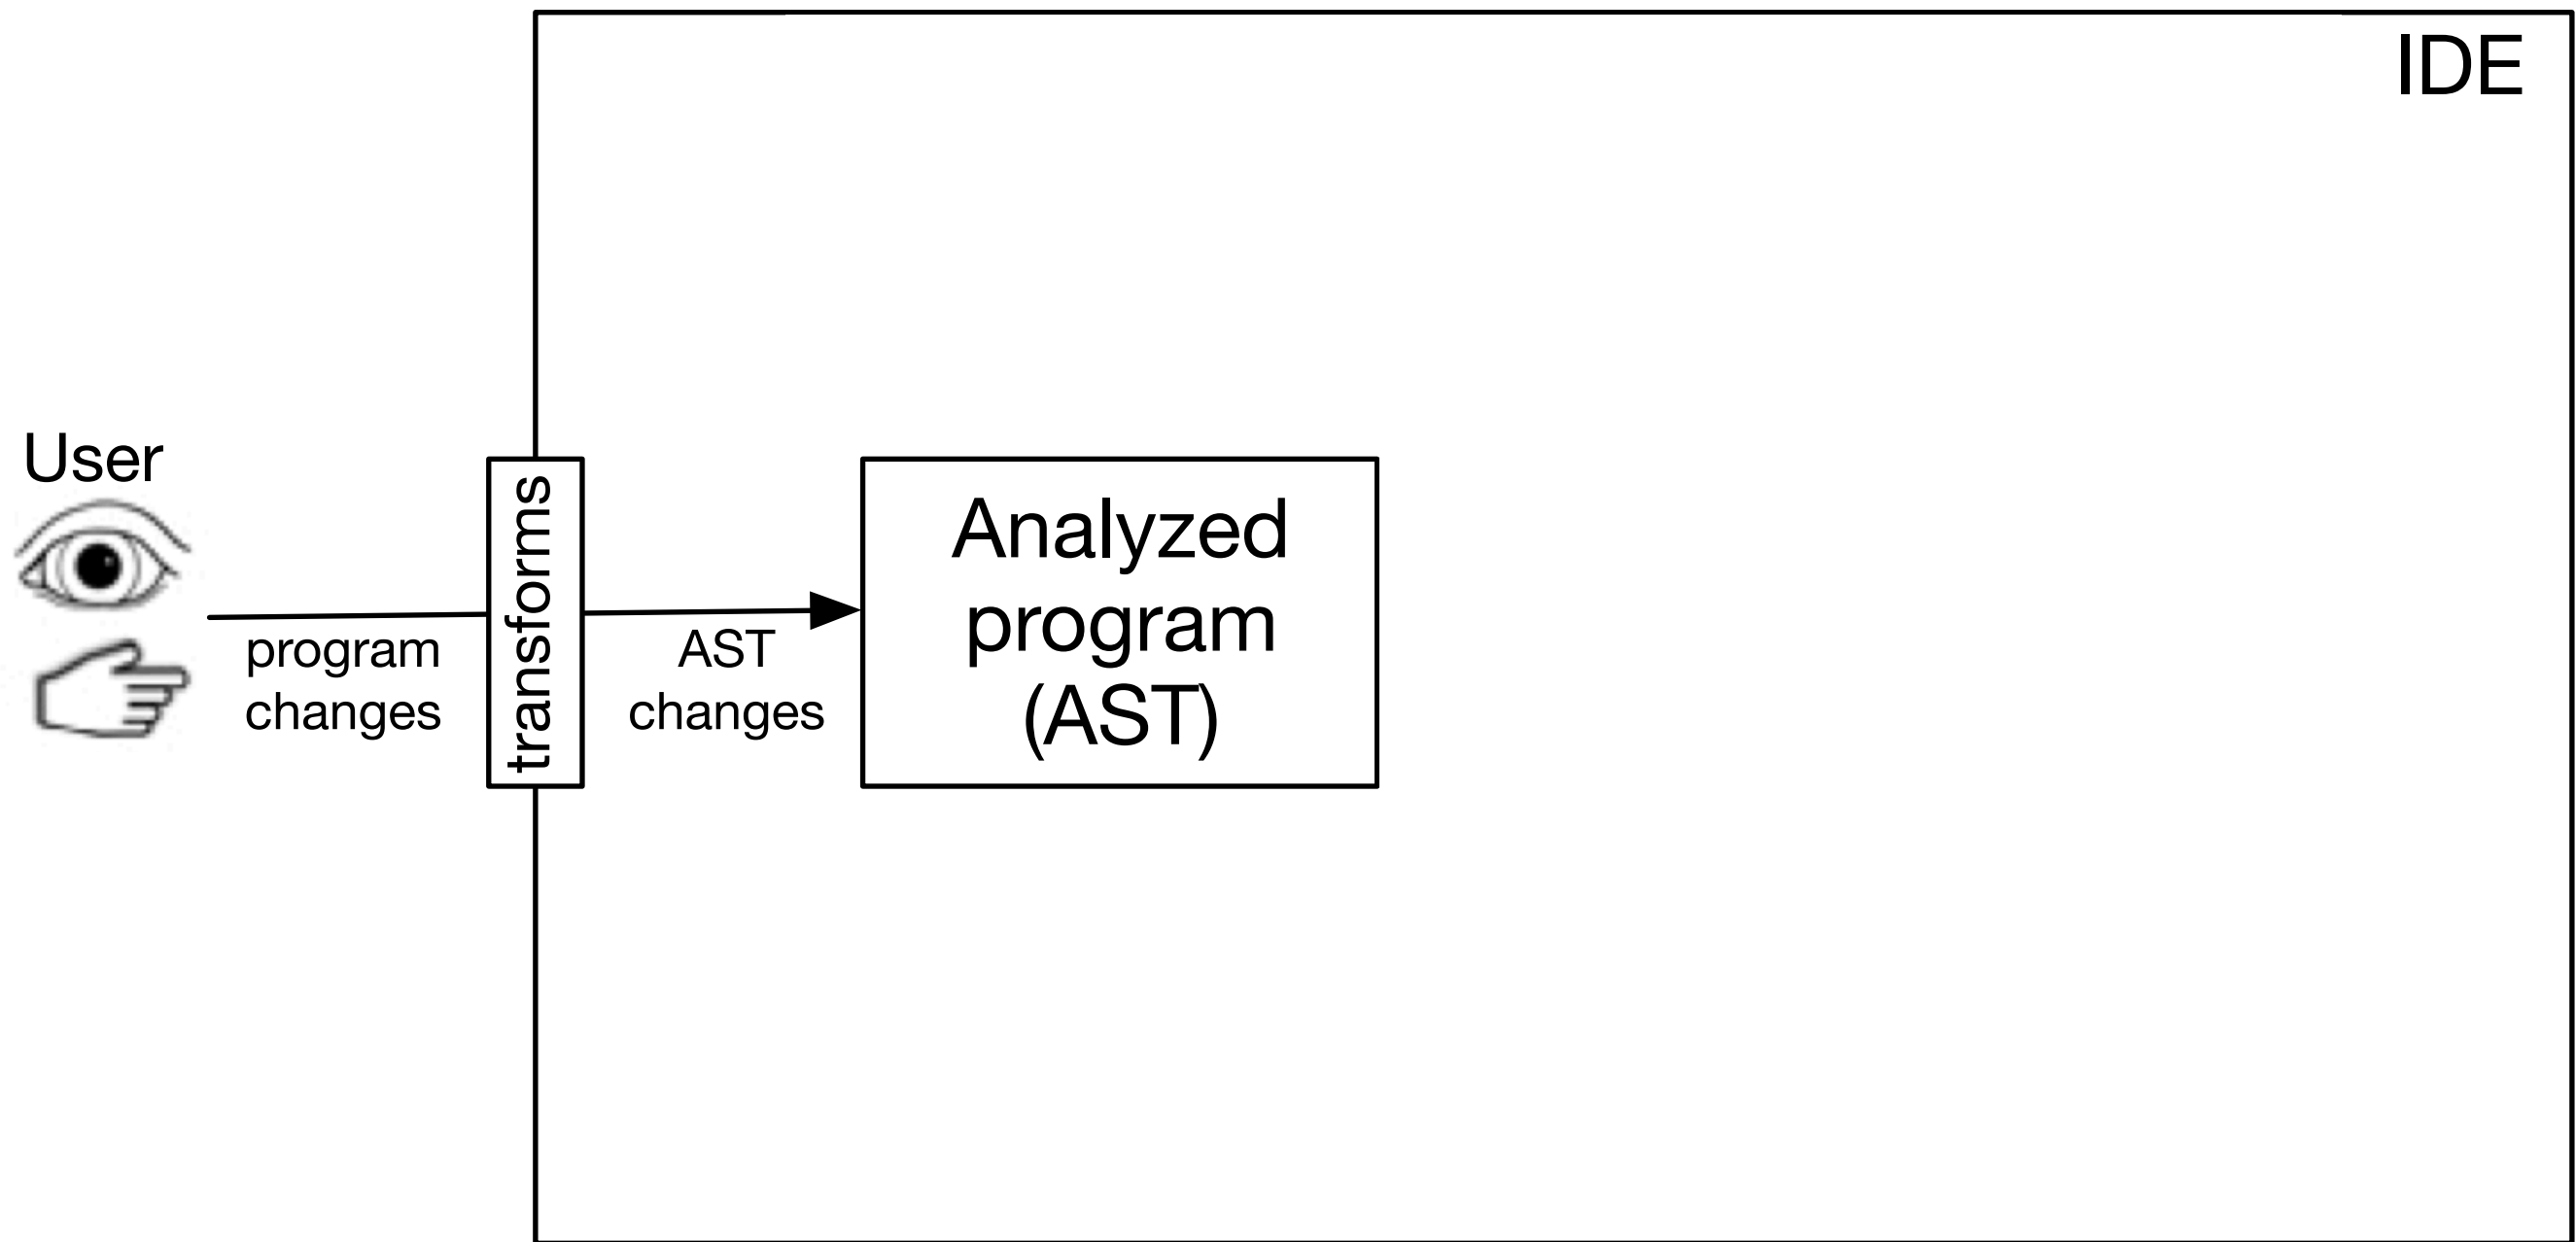 IDE
User
program
changes
transforms
AST
changes
Analyzed
program
(AST)